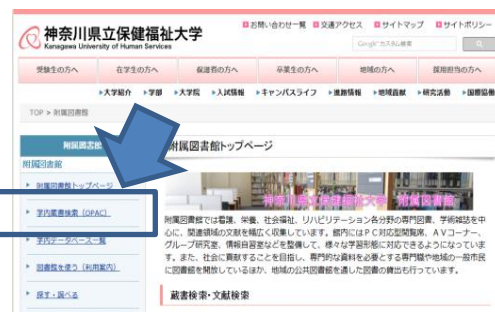 お問い合わせ一覧 交通アクセス サイトマップ サイトポリシー
神奈川県立保健福祉大学
Kanagawa University of Human Services
Google カスタム検索
受験生の方へ 在学生の方へ 保護者の方へ 卒業生の方へ 地域の方へ 採用担当の方へ
大学紹介 学部 大学院 入試情報 キャンパスライフ 進路情報 地域貢献 研究活動 国際協働
TOP > 附属図書館
附属図書館
附属図書館トップページ
附属図書館
附属図書館トップページ
学内蔵書検索（OPAC）
学内データベース一覧
図書館を使う（利用案内）
探す・調べる
神奈川県立保健福祉大学 附属図書館
附属図書館では看護、栄養、社会福祉、リハビリテーション各分野の専門図書、学術雑誌を中
心に、関連領域の文献を幅広く収集しています。館内にはPC対応型閲覧席、AVコーナー、
グループ研究室、情報自習室などを整備して、様々な学習形態に対応できるようになっていま
す。また、社会に貢献することを目指し、専門的な資料を必要とする専門職や地域の一般市民
に図書館を開放しているほか、地域の公共図書館を通した図書の貸出も行っています。
蔵書検索・文献検索